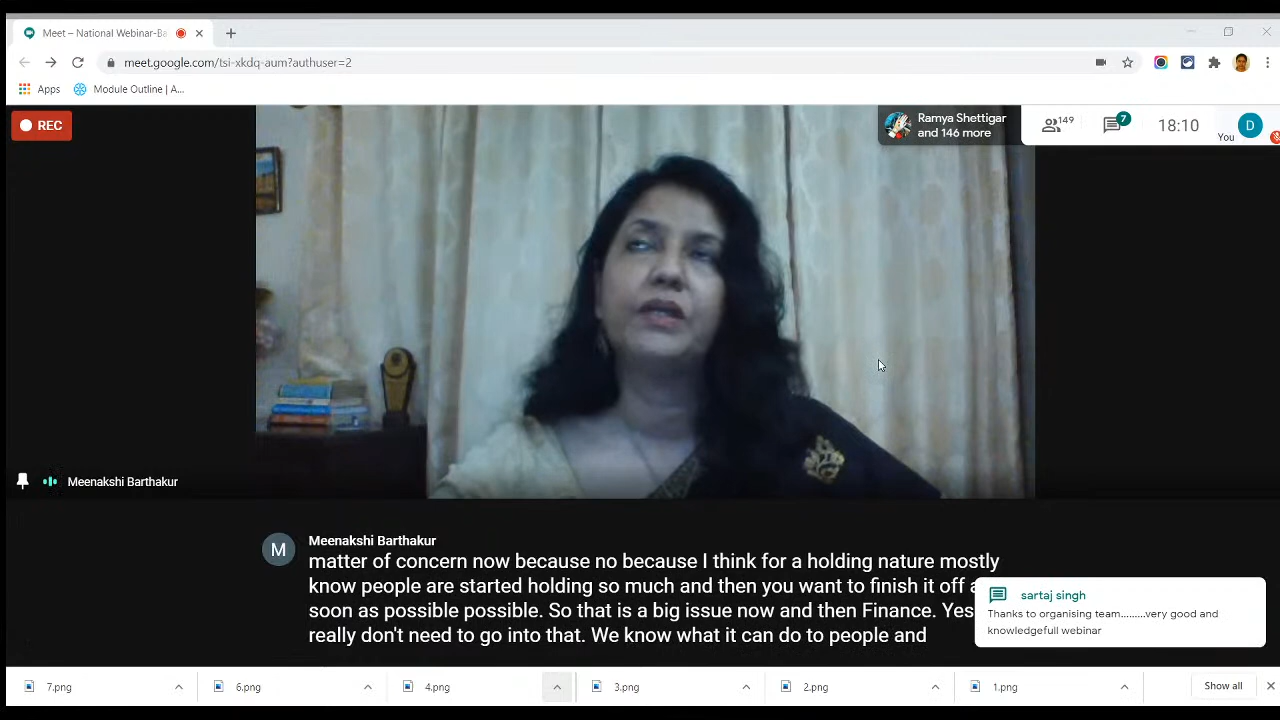 Meet – National Webinar-Ba
meet.google.com/tsi-xkdq-aum?authuser=2
Apps
Module Outline | A...
REC
Ramya Shettigar
and 146 more
149
7
18:10
You
D
Meenakshi Barthakur
M
Meenakshi Barthakur
matter of concern now because no because I think for a holding nature mostly
know people are started holding so much and then you want to finish it off a
soon as possible possible. So that is a big issue now and then Finance. Yes
really don't need to go into that. We know what it can do to people and
sartaj singh
Thanks to organising team.........very good and
knowledgefull webinar
7.png
6.png
4.png
3.png
2.png
1.png
Show all